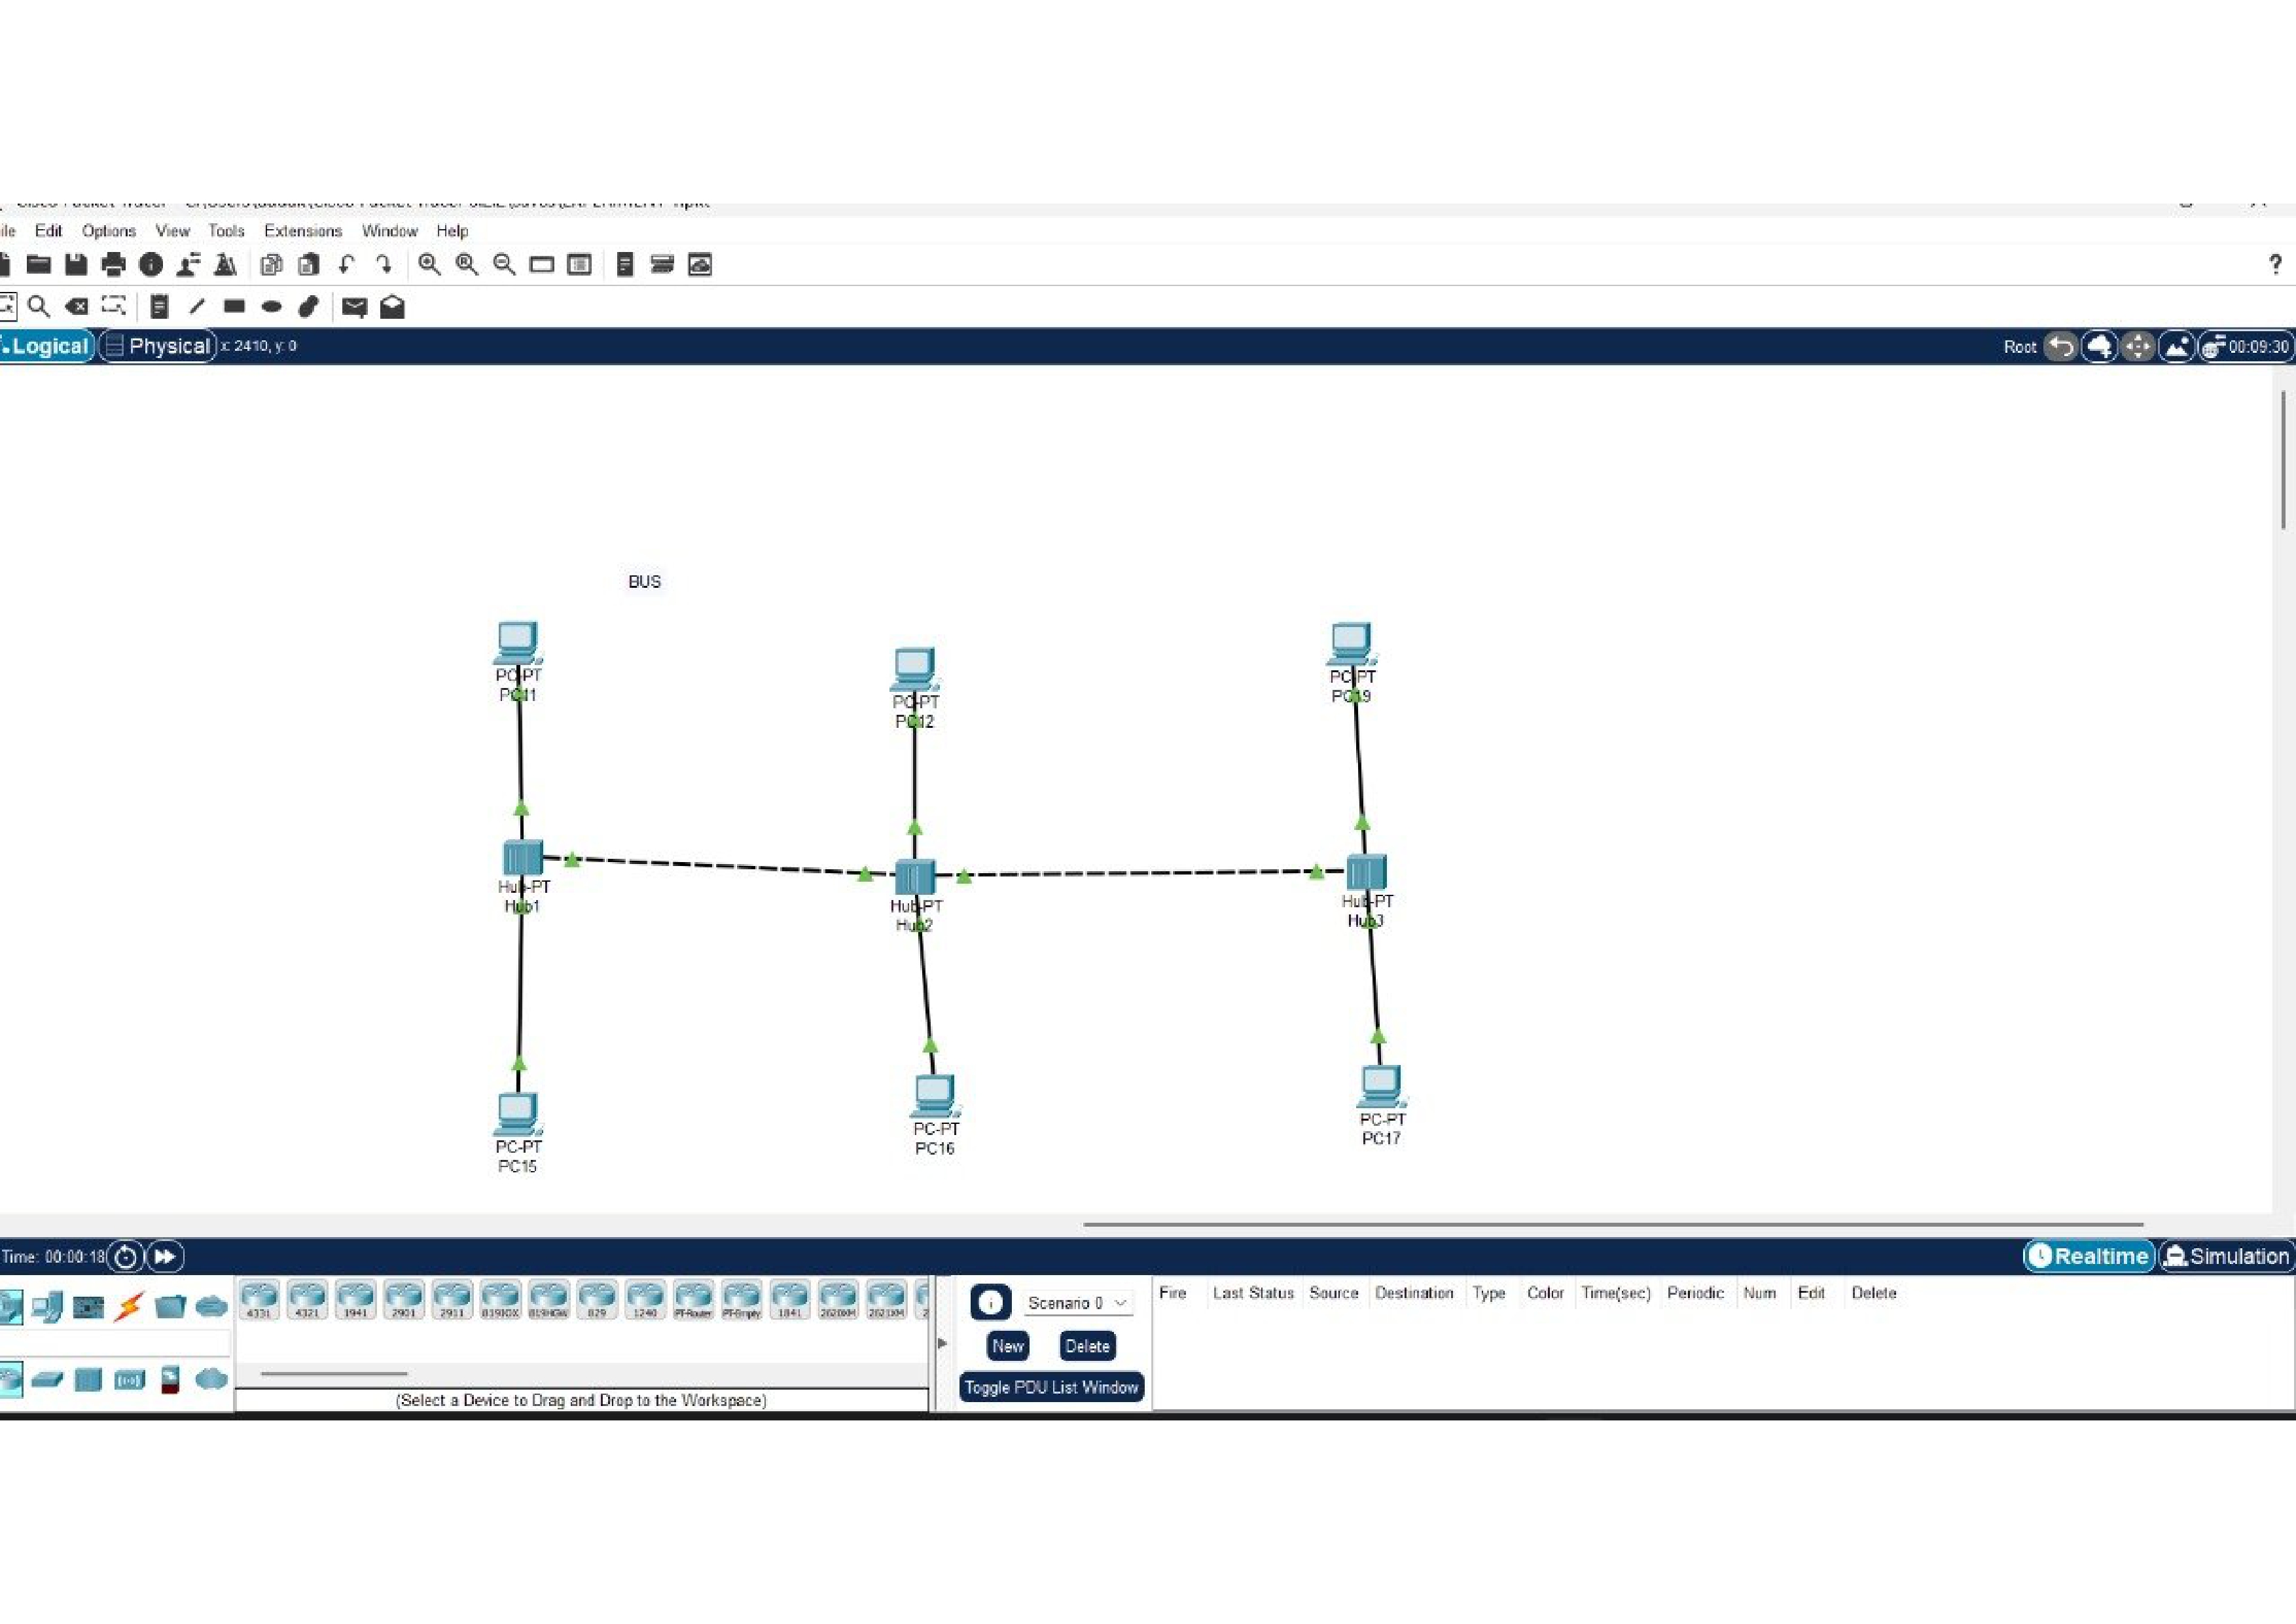 Edit Options View Tools Extensions Window Help
?
Logical Physical x: 2410, y: 0 Root 00:09:30
BUS
PC-PT
PC11
PC-PT
PC12
PC-PT
PC19
Hub-PT
Hub1
Hub-PT
Hub2
Hub-PT
Hub3
PC-PT
PC15
PC-PT
PC16
PC-PT
PC17
Time: 00:00:18 Realtime Simulation
4331 4321 1941 2901 2911 819IOX 819HGW 829 1240 PT-Router PT-Empty 1841 2620XM 2621XM
(Select a Device to Drag and Drop to the Workspace)
Scenario 0
New Delete
Toggle PDU List Window
Fire Last Status Source Destination Type Color Time(sec) Periodic Num Edit Delete